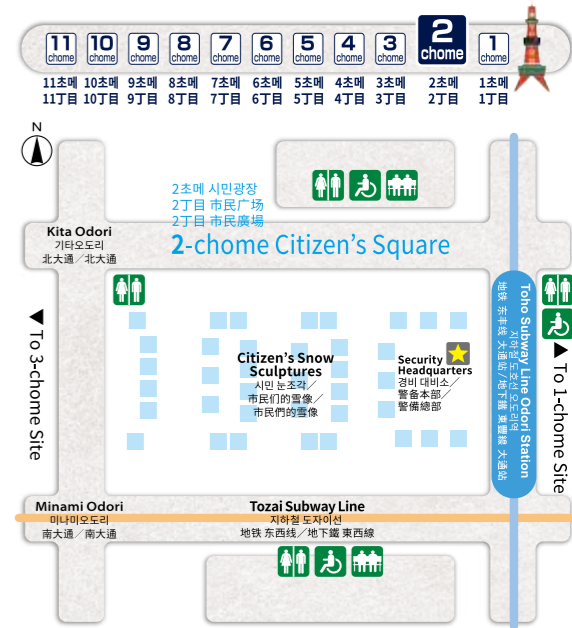 11 chome
10 chome
9 chome
8 chome
7 chome
6 chome
5 chome
4 chome
3 chome
2 chome
1 chome
11초메 10초메 9초메 8초메 7초메 6초메 5초메 4초메 3초메 2초메 1초메
11丁目 10丁目 9丁目 8丁目 7丁目 6丁目 5丁目 4丁目 3丁目 2丁目 1丁目
N
2초메 시민광장
2丁目 市民广场
2丁目 市民廣場
2-chome Citizen's Square
Kita Odori
기타오도리
北大通／北大通
◀ To 3-chome Site
Citizen's Snow
Sculptures
시민 눈조각／
市民们的雪像／
市民們的雪像
Security
Headquarters
경비 대비소／
警备本部／
警備總部
Toho Subway Line Odori Station
지하철 도호선 오도리역
地铁 东丰线 大通站/地下鐵 東豐線 大通站
▲ To 1-chome Site
Minami Odori
미나미오도리
南大通／南大通
Tozai Subway Line
지하철 도자이선
地铁 东西线／地下鐵 東西線